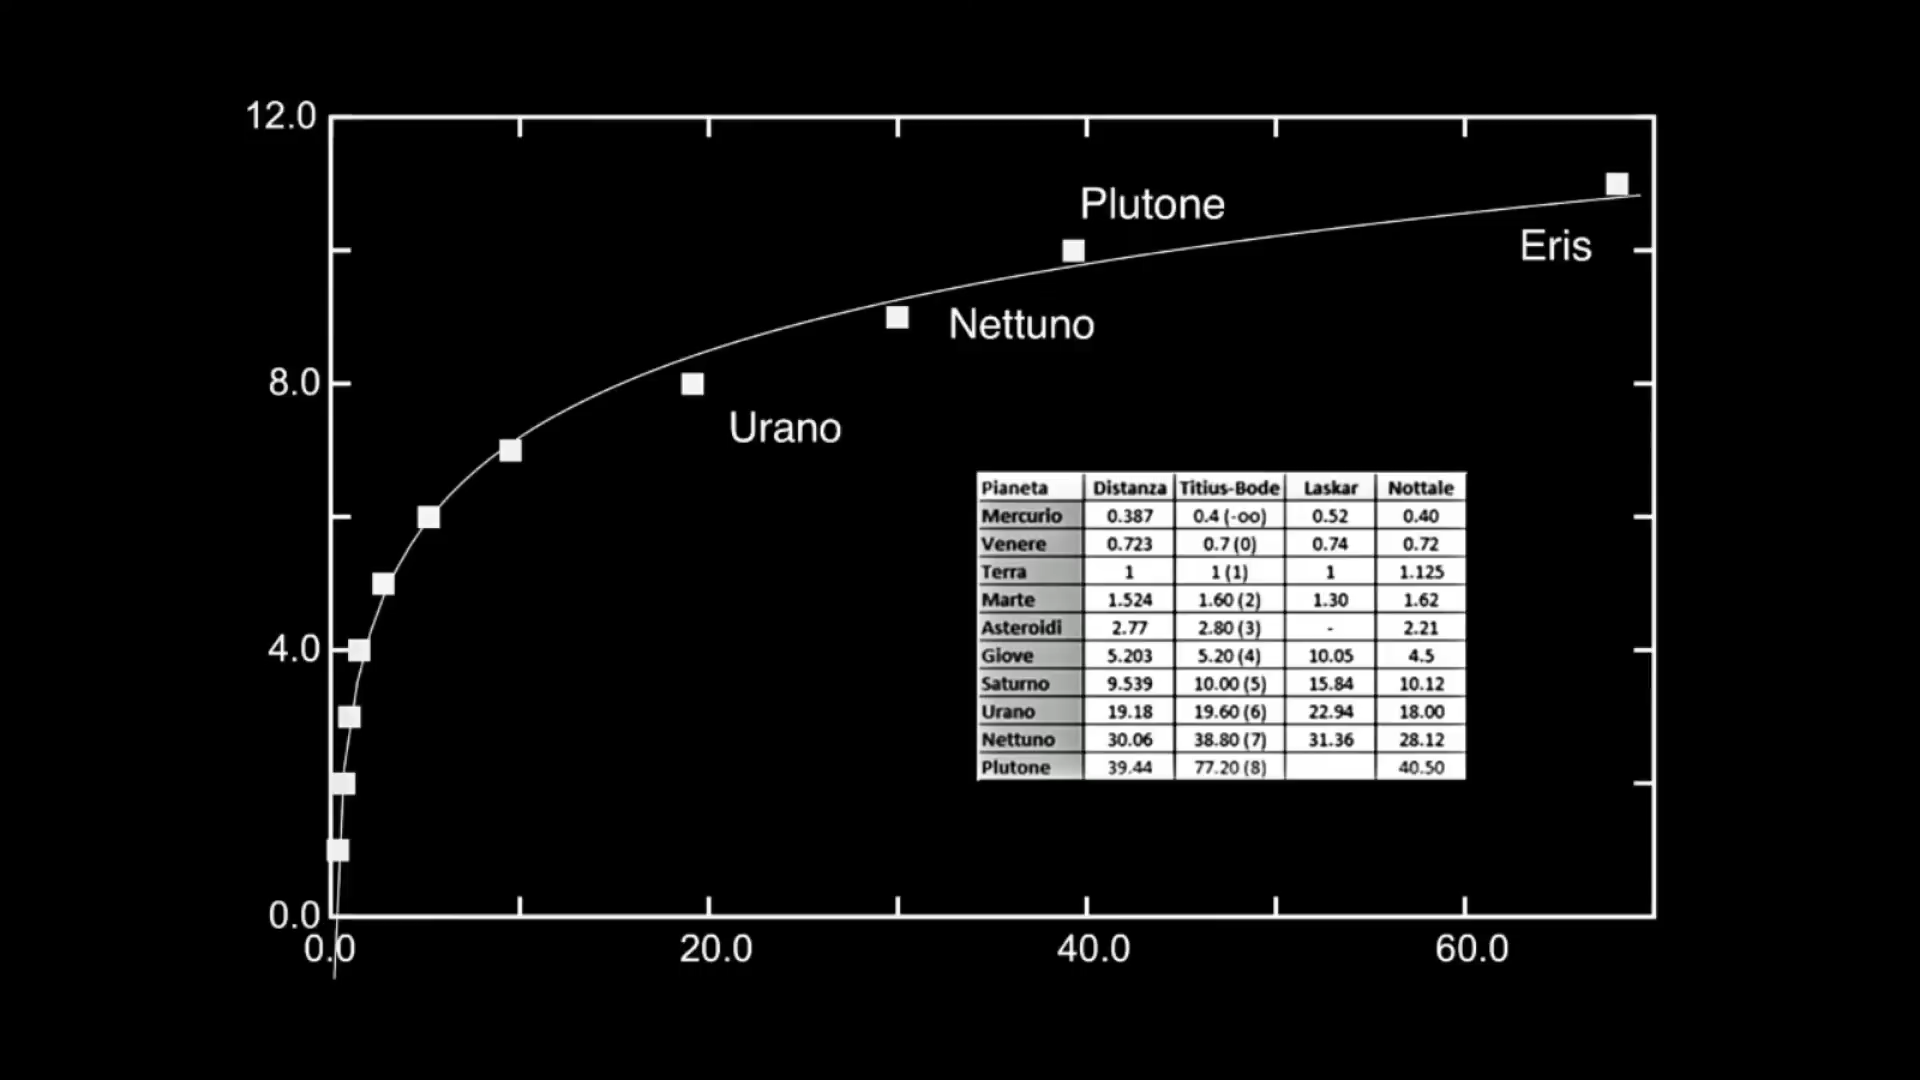 12.0
Plutone
Eris
Nettuno
8.0
Urano
Pianeta Distanza Titius-Bode Laskar Nottale
Mercurio 0.387 0.4 (-oo) 0.52 0.40
Venere 0.723 0.7 (0) 0.74 0.72
Terra 1 1 (1) 1 1.125
Marte 1.524 1.60 (2) 1.30 1.62
Asteroidi 2.77 2.80 (3) - 2.21
Giove 5.203 5.20 (4) 10.05 4.5
Saturno 9.539 10.00 (5) 15.84 10.12
Urano 19.18 19.60 (6) 22.94 18.00
Nettuno 30.06 38.80 (7) 31.36 28.12
Plutone 39.44 77.20 (8) 40.50
4.0
0.0
0.0 20.0 40.0 60.0